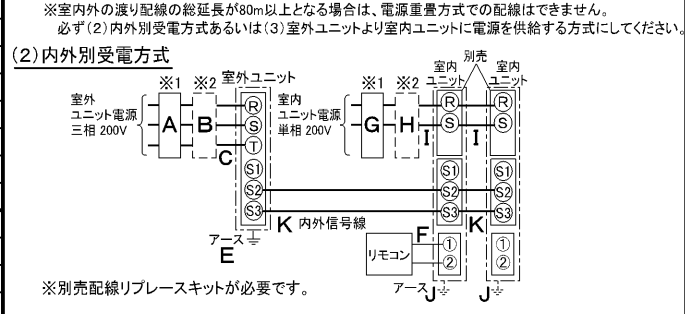 ※室内外の渡り配線の総延長が80m以上となる場合は、電源重畳方式での配線はできません。
必ず(2)内外別受電方式あるいは(3)室外ユニットより室内ユニットに電源を供給する方式にしてください。
(2)内外別受電方式
別売
※1 ※2 室外ユニット ※1 ※2 室内ユニット 室内ユニット
室外
ユニット電源
三相 200V
A B C
R
S
T
S1
S2
S3
室内
ユニット電源
単相 200V
G H I I
R R
S S
S1 S1
S2 S2
S3 S3
K 内外信号線 K
アース
E
リモコン F
① ①
② ②
アース J J
※別売配線リプレースキットが必要です。